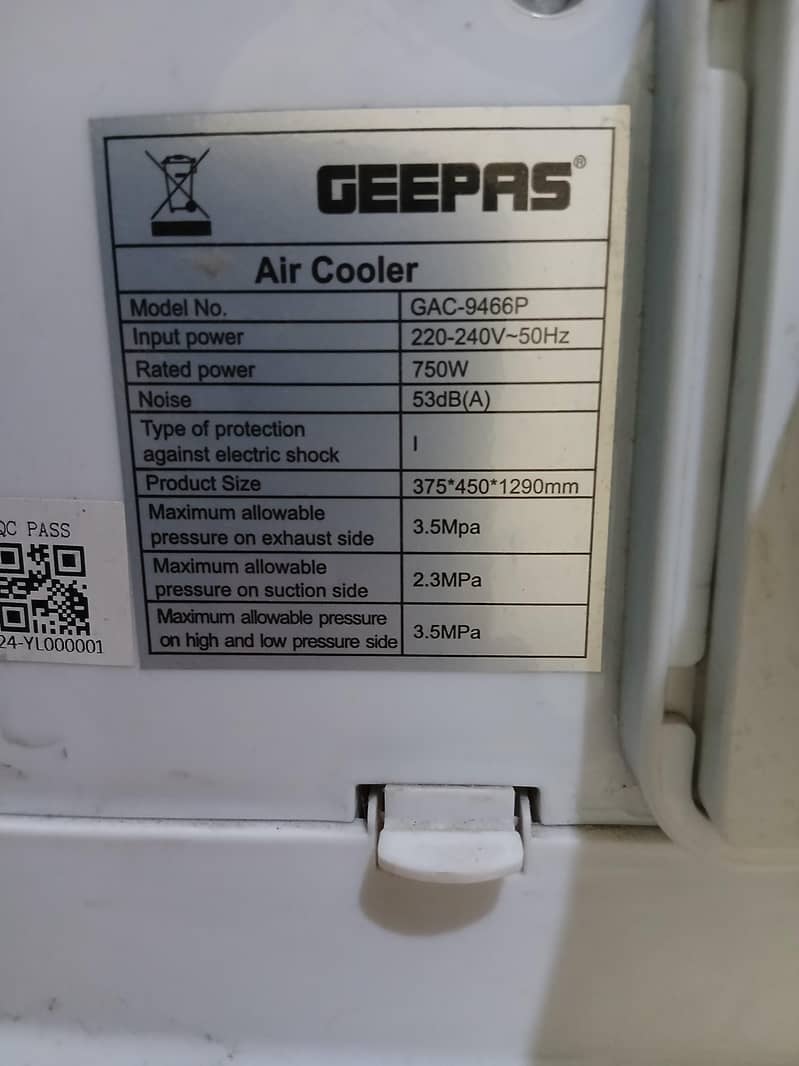 GEEPAS®
Air Cooler
Model No. GAC-9466P
Input power 220-240V~50Hz
Rated power 750W
Noise 53dB(A)
Type of protection
against electric shock I
Product Size 375*450*1290mm
Maximum allowable
pressure on exhaust side 3.5Mpa
Maximum allowable
pressure on suction side 2.3MPa
Maximum allowable pressure
on high and low pressure side 3.5MPa
QC PASS
24-YL000001